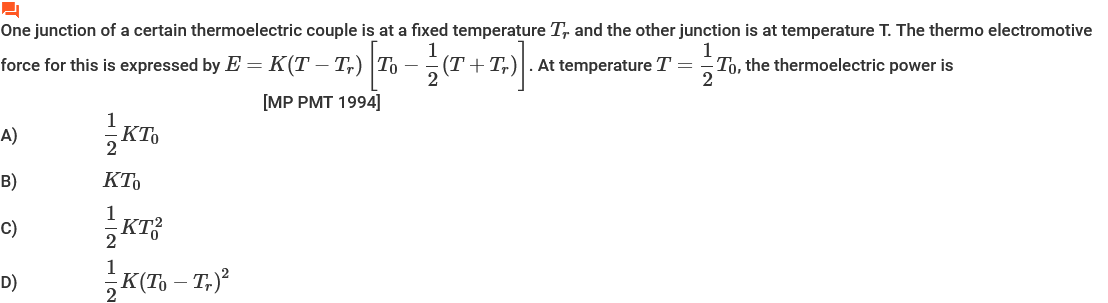 One junction of a certain thermoelectric couple is at a fixed temperature $T_r$ and the other junction is at temperature T. The thermo electromotive
force for this is expressed by $E = K(T - T_r)\left[T_0 - \frac{1}{2}(T + T_r)\right]$. At temperature $T = \frac{1}{2}T_0$, the thermoelectric power is
[MP PMT 1994]
A) $\frac{1}{2}KT_0$
B) $KT_0$
C) $\frac{1}{2}KT_0^2$
D) $\frac{1}{2}K(T_0 - T_r)^2$